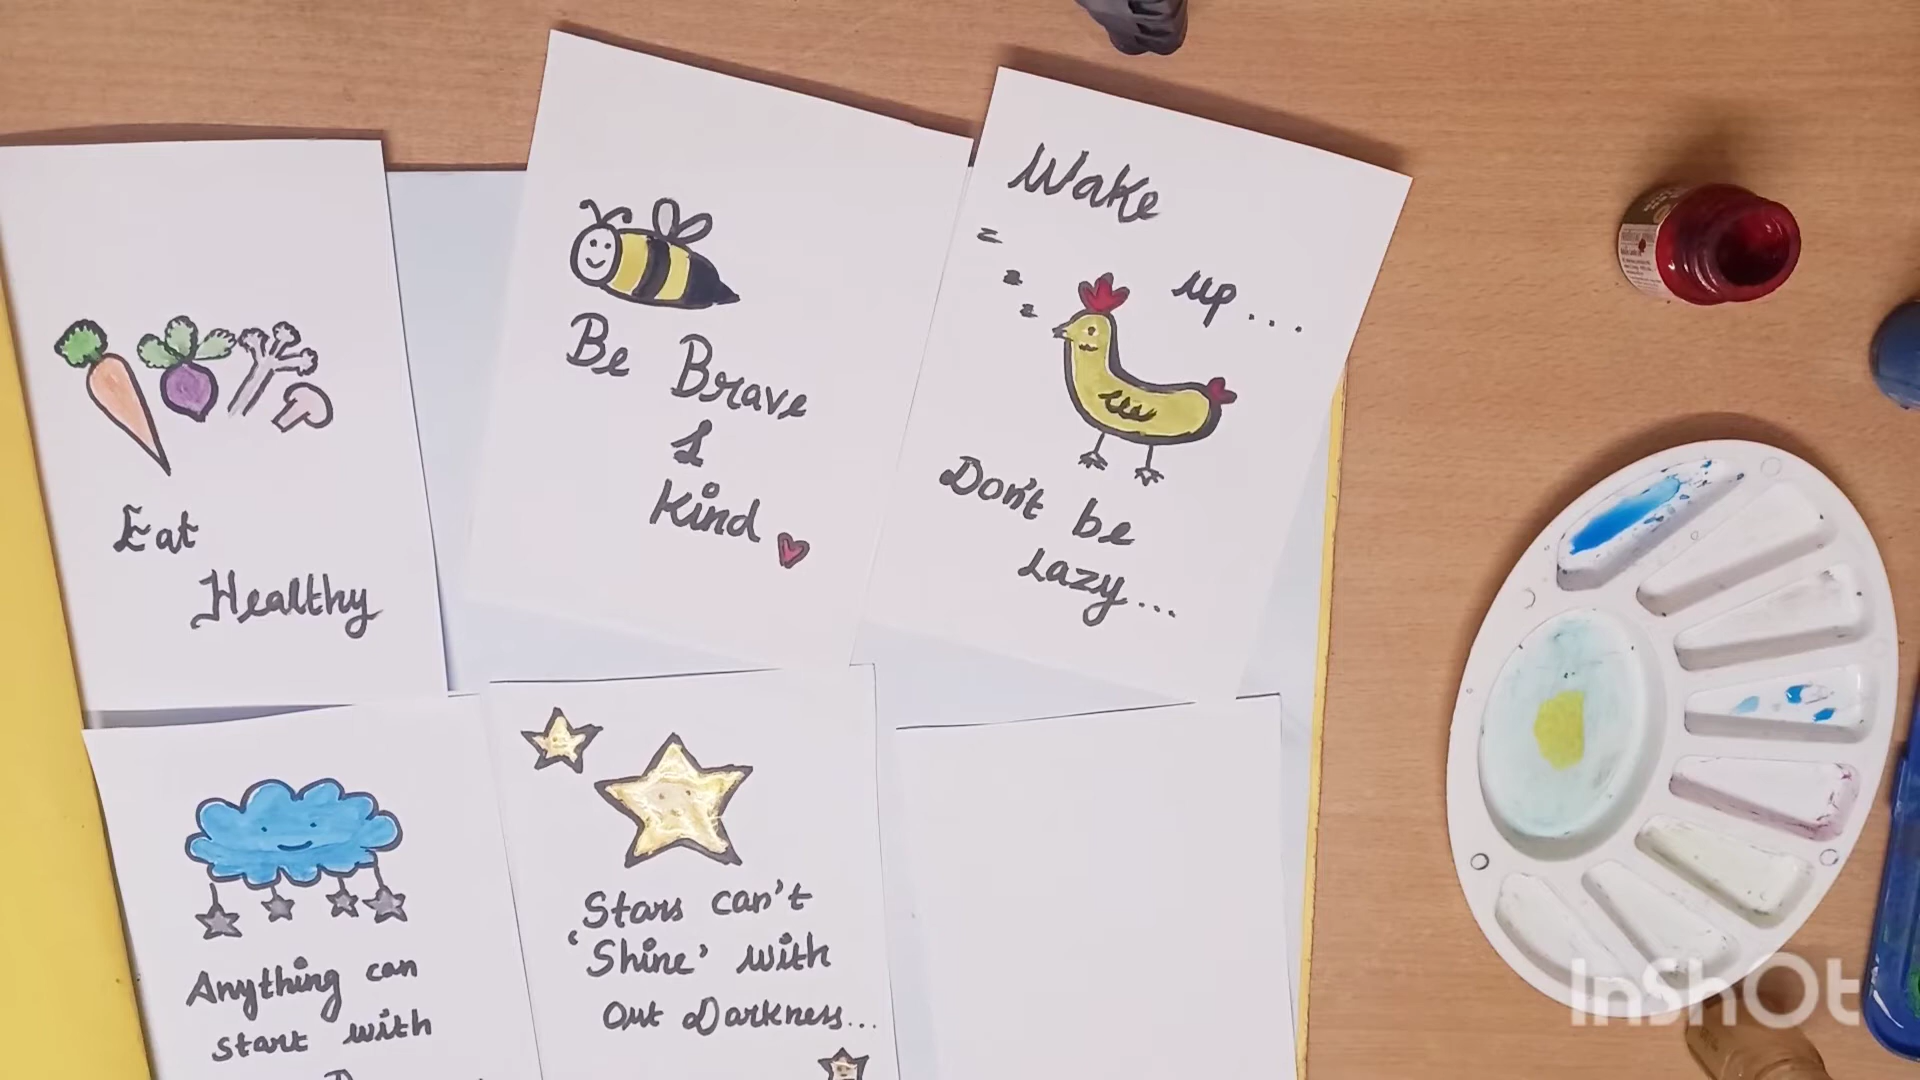 Eat
Healthy
Be Brave
&
Kind
Wake
z
z
z
up...
Don't be
Lazy...
Anything can
start with
Stars can't
'Shine' with
Out Darkness...
InShOt